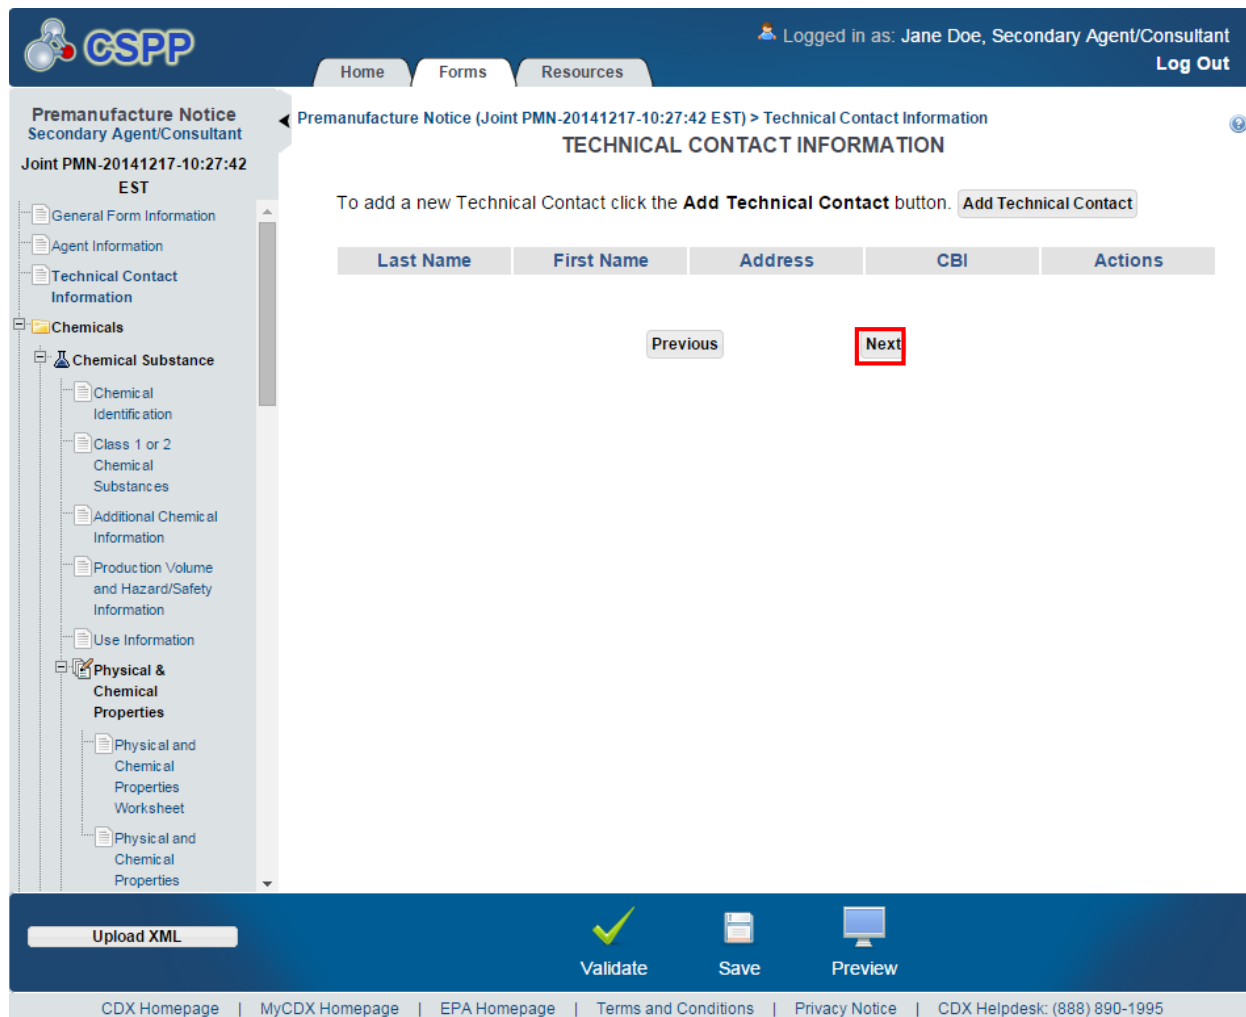 CSPP
Logged in as: Jane Doe, Secondary Agent/Consultant
Log Out
Home Forms Resources
Premanufacture Notice
Secondary Agent/Consultant
Joint PMN-20141217-10:27:42
EST
General Form Information
Agent Information
Technical Contact
Information
Chemicals
Chemical Substance
Chemical
Identification
Class 1 or 2
Chemical
Substances
Additional Chemical
Information
Production Volume
and Hazard/Safety
Information
Use Information
Physical &
Chemical
Properties
Physical and
Chemical
Properties
Worksheet
Physical and
Chemical
Properties
Premanufacture Notice (Joint PMN-20141217-10:27:42 EST) > Technical Contact Information
TECHNICAL CONTACT INFORMATION
To add a new Technical Contact click the Add Technical Contact button. Add Technical Contact
Last Name First Name Address CBI Actions
Previous Next
Upload XML
Validate Save Preview
CDX Homepage | MyCDX Homepage | EPA Homepage | Terms and Conditions | Privacy Notice | CDX Helpdesk: (888) 890-1995